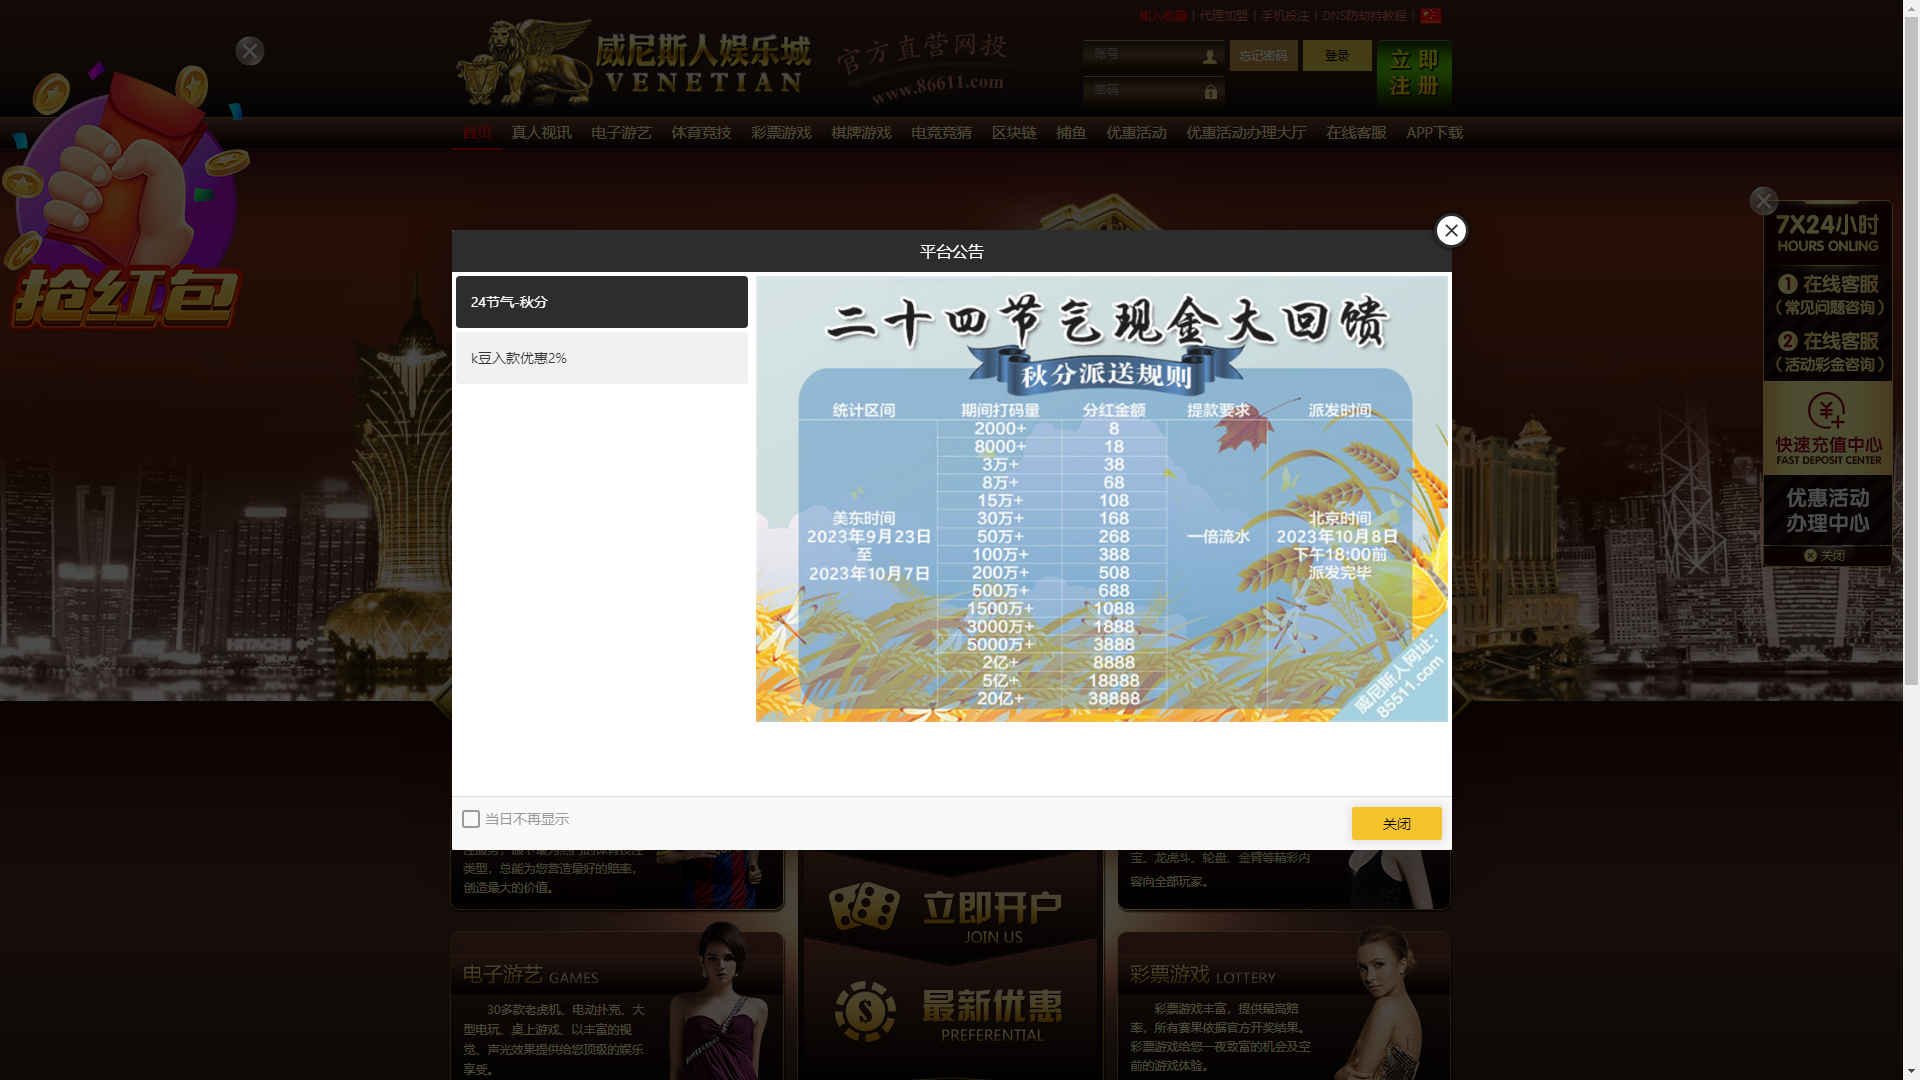 加入收藏 | 代理加盟 | 手机投注 | DNS防劫持教程 |
威尼斯人娱乐城
VENETIAN
官方直营网投
www.86611.com
账号
忘记密码
登录
立即
注册
密码
首页 真人视讯 电子游艺 体育竞技 彩票游戏 棋牌游戏 电竞竞猜 区块链 捕鱼 优惠活动 优惠活动办理大厅 在线客服 APP下载
抢红包
7X24小时
HOURS ONLING
1 在线客服
(常见问题咨询)
2 在线客服
(活动彩金咨询)
快速充值中心
FAST DEPOSIT CENTER
优惠活动
办理中心
关闭
平台公告
24节气-秋分
k豆入款优惠2%
二十四节气现金大回馈
秋分派送规则
统计区间 期间打码量 分红金额 提款要求 派发时间
2000+ 8
8000+ 18
3万+ 38
8万+ 68
15万+ 108
30万+ 168
50万+ 268
100万+ 388
200万+ 508
500万+ 688
1500万+ 1088
3000万+ 1888
5000万+ 3888
2亿+ 8888
5亿+ 18888
20亿+ 38888
美东时间
2023年9月23日
至
2023年10月7日
一倍流水
北京时间
2023年10月8日
下午18:00前
派发完毕
威尼斯人网址:
85511.com
当日不再显示
关闭
HITACHI
类型，总能为您营造最好的赔率，
创造最大的价值。
宝、龙虎斗、轮盘、金臂等精彩内
容向全部玩家。
立即开户
JOIN US
最新优惠
PREFERENTIAL
电子游艺 GAMES
30多款老虎机、电动扑克、大
型电玩、桌上游戏、以丰富的视
觉、声光效果提供给您顶级的娱乐
享受。
彩票游戏 LOTTERY
彩票游戏丰富，提供最高赔
率，所有赛果依据官方开奖结果。
彩票游戏给您一夜致富的机会及空
前的游戏体验。